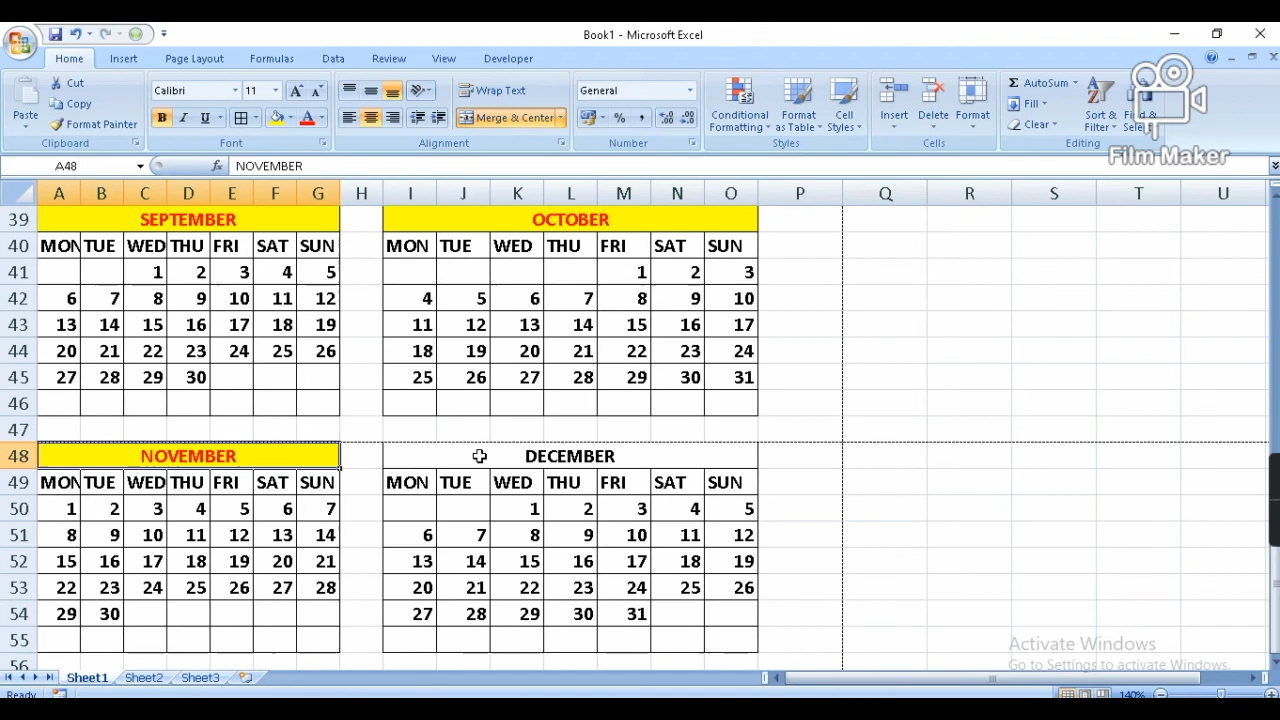 Book1 - Microsoft Excel
Home Insert Page Layout Formulas Data Review View Developer
Paste
Cut
Copy
Format Painter
Clipboard
Calibri 11
B I U A
Font
Wrap Text
Merge & Center
Alignment
General
%
Number
Conditional Formatting
Format as Table
Cell Styles
Styles
Insert Delete Format
Cells
Σ AutoSum
Fill
Clear
Sort & Filter
Find & Select
Editing
Film Maker
A48 fx NOVEMBER
A B C D E F G H I J K L M N O P Q R S T U
39 SEPTEMBER OCTOBER
40 MON TUE WED THU FRI SAT SUN MON TUE WED THU FRI SAT SUN
41 1 2 3 4 5 1 2 3
42 6 7 8 9 10 11 12 4 5 6 7 8 9 10
43 13 14 15 16 17 18 19 11 12 13 14 15 16 17
44 20 21 22 23 24 25 26 18 19 20 21 22 23 24
45 27 28 29 30 25 26 27 28 29 30 31
46
47
48 NOVEMBER DECEMBER
49 MON TUE WED THU FRI SAT SUN MON TUE WED THU FRI SAT SUN
50 1 2 3 4 5 6 7 1 2 3 4 5
51 8 9 10 11 12 13 14 6 7 8 9 10 11 12
52 15 16 17 18 19 20 21 13 14 15 16 17 18 19
53 22 23 24 25 26 27 28 20 21 22 23 24 25 26
54 29 30 27 28 29 30 31
55
56
Activate Windows
Go to Settings to activate Windows.
Sheet1 Sheet2 Sheet3
Ready 140%